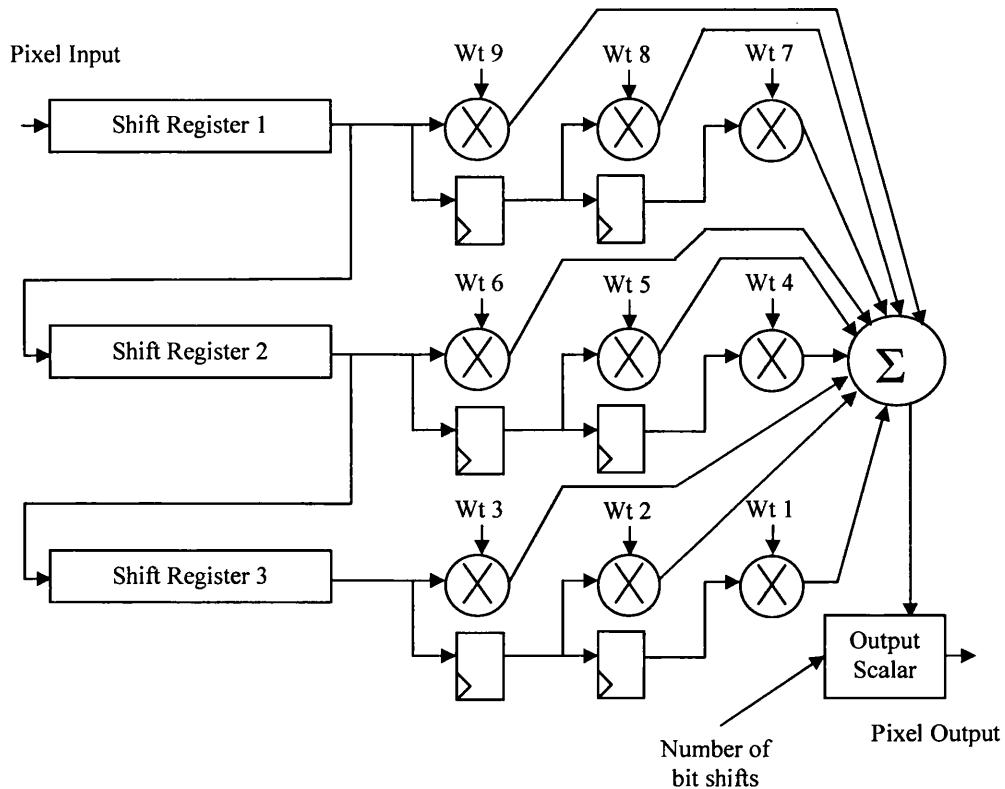 Pixel Input
Wt 9
Wt 8
Wt 7
Shift Register 1
Wt 6
Wt 5
Wt 4
Shift Register 2
Σ
Wt 3
Wt 2
Wt 1
Shift Register 3
Output
Scalar
Pixel Output
Number of
bit shifts